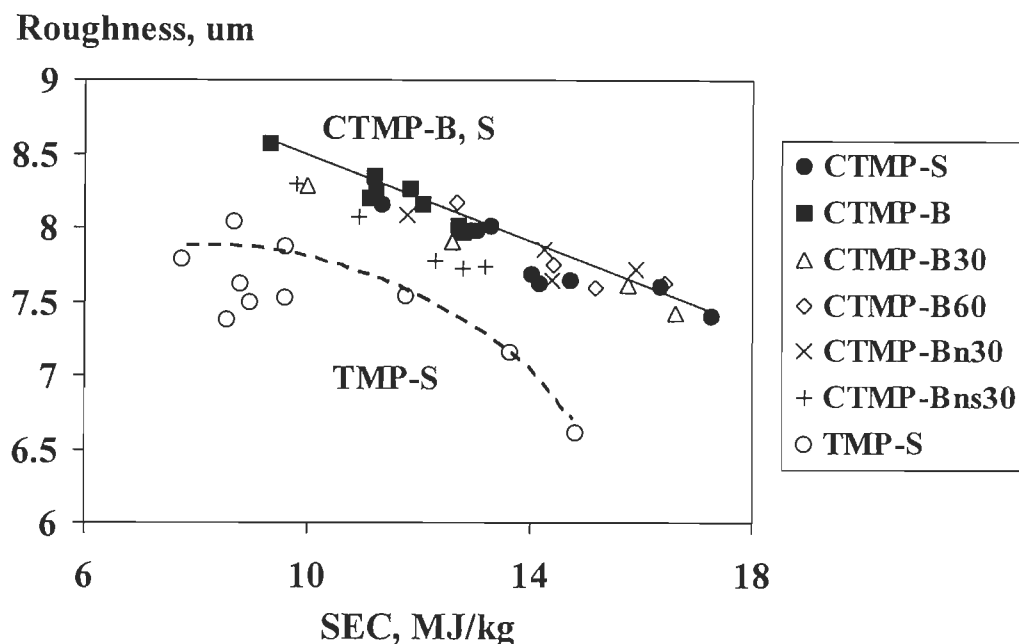 Roughness, um
9
8.5
8
7.5
7
6.5
6
CTMP-B, S
TMP-S
6 10 14 18
SEC, MJ/kg
CTMP-S
CTMP-B
CTMP-B30
CTMP-B60
CTMP-Bn30
CTMP-Bns30
TMP-S